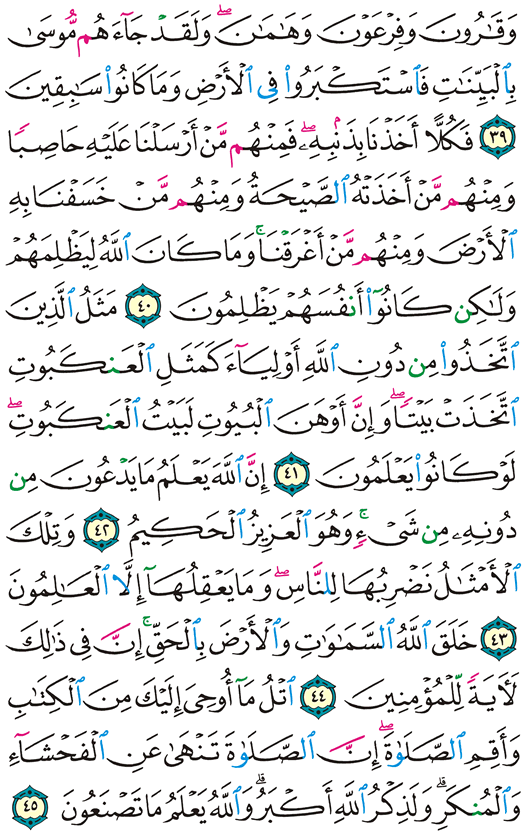 وَقَٰرُونَ وَفِرْعَوْنَ وَهَٰمَٰنَۖ وَلَقَدْ جَآءَهُم مُّوسَىٰ
بِٱلْبَيِّنَٰتِ فَٱسْتَكْبَرُوا۟ فِى ٱلْأَرْضِ وَمَا كَانُوا۟ سَٰبِقِينَ
٣٩ فَكُلًّا أَخَذْنَا بِذَنۢبِهِۦۖ فَمِنْهُم مَّنْ أَرْسَلْنَا عَلَيْهِ حَاصِبًا
وَمِنْهُم مَّنْ أَخَذَتْهُ ٱلصَّيْحَةُ وَمِنْهُم مَّنْ خَسَفْنَا بِهِ
ٱلْأَرْضَ وَمِنْهُم مَّنْ أَغْرَقْنَاۚ وَمَا كَانَ ٱللَّهُ لِيَظْلِمَهُمْ
وَلَٰكِن كَانُوٓا۟ أَنفُسَهُمْ يَظْلِمُونَ ٤٠ مَثَلُ ٱلَّذِينَ
ٱتَّخَذُوا۟ مِن دُونِ ٱللَّهِ أَوْلِيَآءَ كَمَثَلِ ٱلْعَنكَبُوتِ
ٱتَّخَذَتْ بَيْتًاۖ وَإِنَّ أَوْهَنَ ٱلْبُيُوتِ لَبَيْتُ ٱلْعَنكَبُوتِۖ
لَوْ كَانُوا۟ يَعْلَمُونَ ٤١ إِنَّ ٱللَّهَ يَعْلَمُ مَا يَدْعُونَ مِن
دُونِهِۦ مِن شَىْءٍۚ وَهُوَ ٱلْعَزِيزُ ٱلْحَكِيمُ ٤٢ وَتِلْكَ
ٱلْأَمْثَٰلُ نَضْرِبُهَا لِلنَّاسِۖ وَمَا يَعْقِلُهَآ إِلَّا ٱلْعَٰلِمُونَ
٤٣ خَلَقَ ٱللَّهُ ٱلسَّمَٰوَٰتِ وَٱلْأَرْضَ بِٱلْحَقِّۚ إِنَّ فِى ذَٰلِكَ
لَءَايَةً لِّلْمُؤْمِنِينَ ٤٤ ٱتْلُ مَآ أُوحِىَ إِلَيْكَ مِنَ ٱلْكِتَٰبِ
وَأَقِمِ ٱلصَّلَوٰةَۖ إِنَّ ٱلصَّلَوٰةَ تَنْهَىٰ عَنِ ٱلْفَحْشَآءِ
وَٱلْمُنكَرِۗ وَلَذِكْرُ ٱللَّهِ أَكْبَرُۗ وَٱللَّهُ يَعْلَمُ مَا تَصْنَعُونَ ٤٥